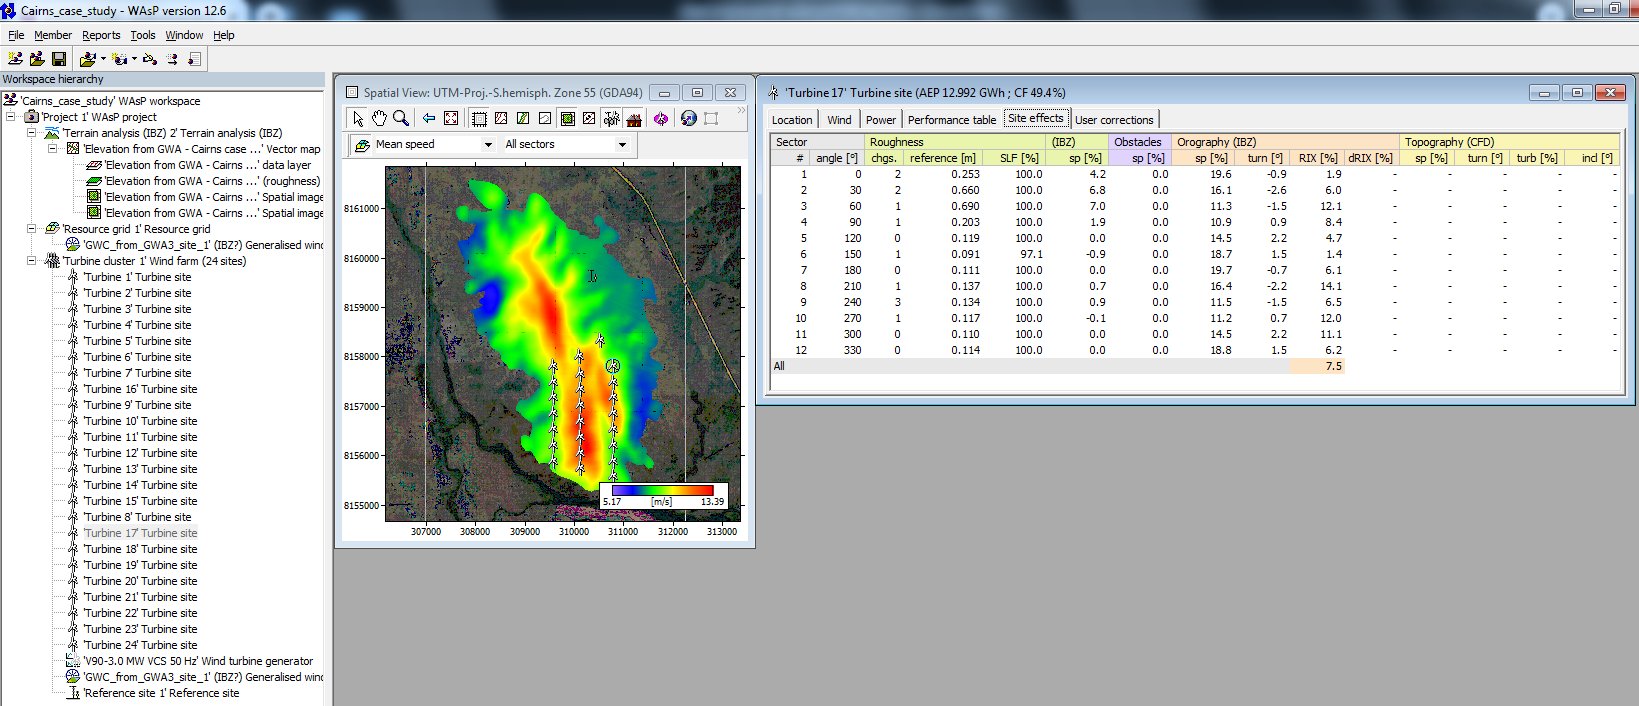 Cairns_case_study - WAsP version 12.6
File Member Reports Tools Window Help
Workspace hierarchy
'Cairns_case_study' WAsP workspace
'Project 1' WAsP project
'Terrain analysis (IBZ) 2' Terrain analysis (IBZ)
'Elevation from GWA - Cairns case ...' Vector map
'Elevation from GWA - Cairns ...' data layer
'Elevation from GWA - Cairns ...' (roughness)
'Elevation from GWA - Cairns ...' Spatial image
'Elevation from GWA - Cairns ...' Spatial image
'Resource grid 1' Resource grid
'GWC_from_GWA3_site_1' (IBZ?) Generalised wind
'Turbine cluster 1' Wind farm (24 sites)
'Turbine 1' Turbine site
'Turbine 2' Turbine site
'Turbine 3' Turbine site
'Turbine 4' Turbine site
'Turbine 5' Turbine site
'Turbine 6' Turbine site
'Turbine 7' Turbine site
'Turbine 16' Turbine site
'Turbine 9' Turbine site
'Turbine 10' Turbine site
'Turbine 11' Turbine site
'Turbine 12' Turbine site
'Turbine 13' Turbine site
'Turbine 14' Turbine site
'Turbine 15' Turbine site
'Turbine 8' Turbine site
'Turbine 17' Turbine site
'Turbine 18' Turbine site
'Turbine 19' Turbine site
'Turbine 20' Turbine site
'Turbine 21' Turbine site
'Turbine 22' Turbine site
'Turbine 23' Turbine site
'Turbine 24' Turbine site
'V90-3.0 MW VCS 50 Hz' Wind turbine generator
'GWC_from_GWA3_site_1' (IBZ?) Generalised wind
'Reference site 1' Reference site
Spatial View: UTM-Proj.-S.hemisph. Zone 55 (GDA94)
Mean speed All sectors
8161000
8160000
8159000
8158000
8157000
8156000
8155000
5.17 [m/s] 13.39
307000 308000 309000 310000 311000 312000 313000
'Turbine 17' Turbine site (AEP 12.992 GWh ; CF 49.4%)
Location Wind Power Performance table Site effects User corrections
Sector Roughness (IBZ) Obstacles Orography (IBZ) Topography (CFD)
# angle [°] chgs. reference [m] SLF [%] sp [%] sp [%] sp [%] turn [°] RIX [%] dRIX [%] sp [%] turn [°] turb [%] ind [°]
1 0 2 0.253 100.0 4.2 0.0 19.6 -0.9 1.9 - - - - -
2 30 2 0.660 100.0 6.8 0.0 16.1 -2.6 6.0 - - - - -
3 60 1 0.690 100.0 7.0 0.0 11.3 -1.5 12.1 - - - - -
4 90 1 0.203 100.0 1.9 0.0 10.9 0.9 8.4 - - - - -
5 120 0 0.119 100.0 0.0 0.0 14.5 2.2 4.7 - - - - -
6 150 1 0.091 97.1 -0.9 0.0 18.7 1.5 1.4 - - - - -
7 180 0 0.111 100.0 0.0 0.0 19.7 -0.7 6.1 - - - - -
8 210 1 0.137 100.0 0.7 0.0 16.4 -2.2 14.1 - - - - -
9 240 3 0.134 100.0 0.9 0.0 11.5 -1.5 6.5 - - - - -
10 270 1 0.117 100.0 -0.1 0.0 11.2 0.7 12.0 - - - - -
11 300 0 0.110 100.0 0.0 0.0 14.5 2.2 11.1 - - - - -
12 330 0 0.114 100.0 0.0 0.0 18.8 1.5 6.2 - - - - -
All 7.5